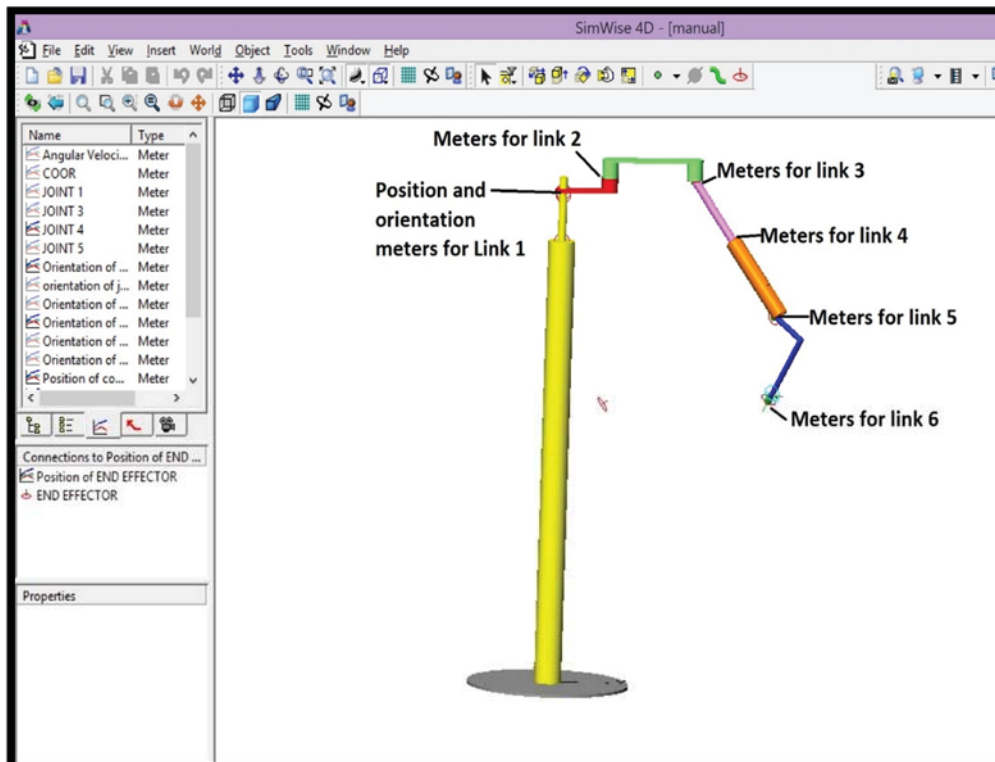 SimWise 4D - [manual]
File Edit View Insert World Object Tools Window Help
Name Type
Angular Veloci... Meter
COOR Meter
JOINT 1 Meter
JOINT 3 Meter
JOINT 4 Meter
JOINT 5 Meter
Orientation of ... Meter
orientation of j... Meter
Orientation of ... Meter
Orientation of ... Meter
Orientation of ... Meter
Orientation of ... Meter
Position of co... Meter
Connections to Position of END ...
Position of END EFFECTOR
END EFFECTOR
Properties
Meters for link 2
Position and
orientation
meters for Link 1
Meters for link 3
Meters for link 4
Meters for link 5
Meters for link 6